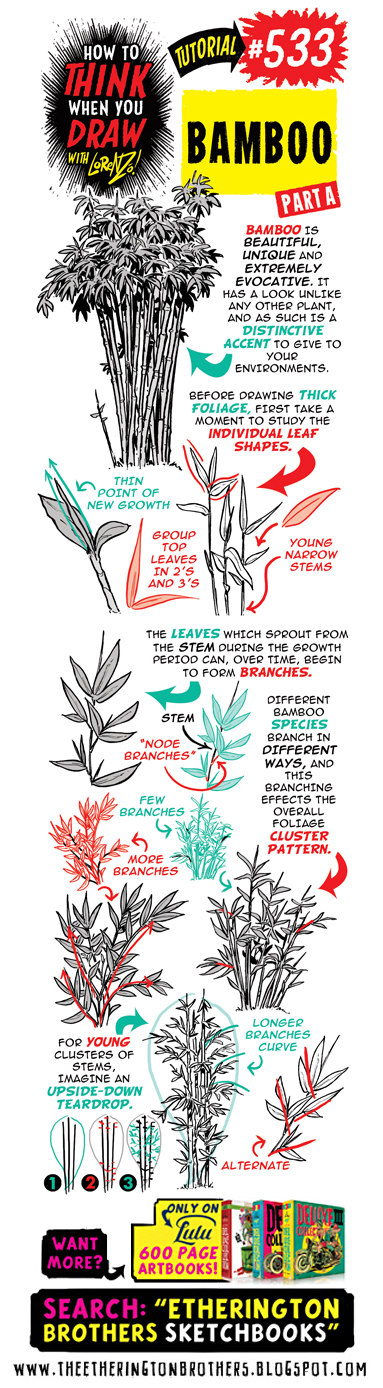 HOW TO
THINK
WHEN YOU
DRAW
WITH LORENZO!
TUTORIAL
#533
BAMBOO
PART A
BAMBOO IS
BEAUTIFUL,
UNIQUE AND
EXTREMELY
EVOCATIVE. IT
HAS A LOOK UNLIKE
ANY OTHER PLANT,
AND AS SUCH IS A
DISTINCTIVE
ACCENT TO GIVE TO
YOUR
ENVIRONMENTS.
BEFORE DRAWING THICK
FOLIAGE, FIRST TAKE A
MOMENT TO STUDY THE
INDIVIDUAL LEAF
SHAPES.
THIN
POINT OF
NEW GROWTH
GROUP
TOP
LEAVES
IN 2'S
AND 3'S
YOUNG
NARROW
STEMS
THE LEAVES WHICH SPROUT FROM
THE STEM DURING THE GROWTH
PERIOD CAN, OVER TIME, BEGIN
TO FORM BRANCHES.
STEM
"NODE
BRANCHES"
DIFFERENT
BAMBOO
SPECIES
BRANCH IN
DIFFERENT
WAYS, AND
THIS
BRANCHING
EFFECTS THE
OVERALL
FOLIAGE
CLUSTER
PATTERN.
FEW
BRANCHES
MORE
BRANCHES
FOR YOUNG
CLUSTERS OF
STEMS,
IMAGINE AN
UPSIDE-DOWN
TEARDROP.
LONGER
BRANCHES
CURVE
ALTERNATE
1 2 3
WANT
MORE?
ONLY ON
Lulu
600 PAGE
ARTBOOKS!
SEARCH: "ETHERINGTON
BROTHERS SKETCHBOOKS"
WWW.THEETHERINGTONBROTHERS.BLOGSPOT.COM